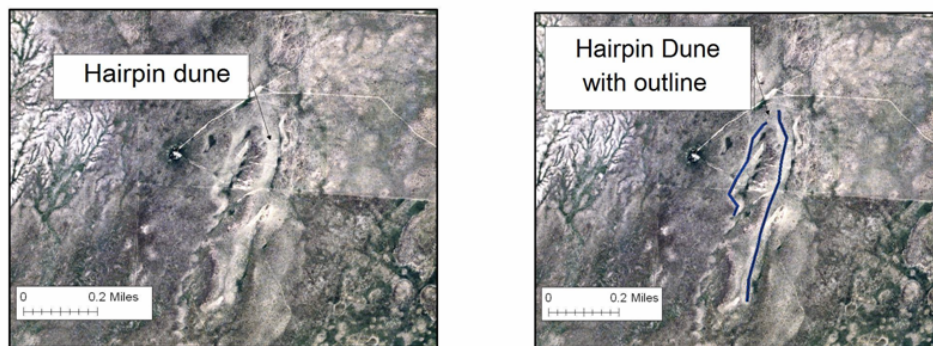 Hairpin dune
0 0.2 Miles
Hairpin Dune
with outline
0 0.2 Miles